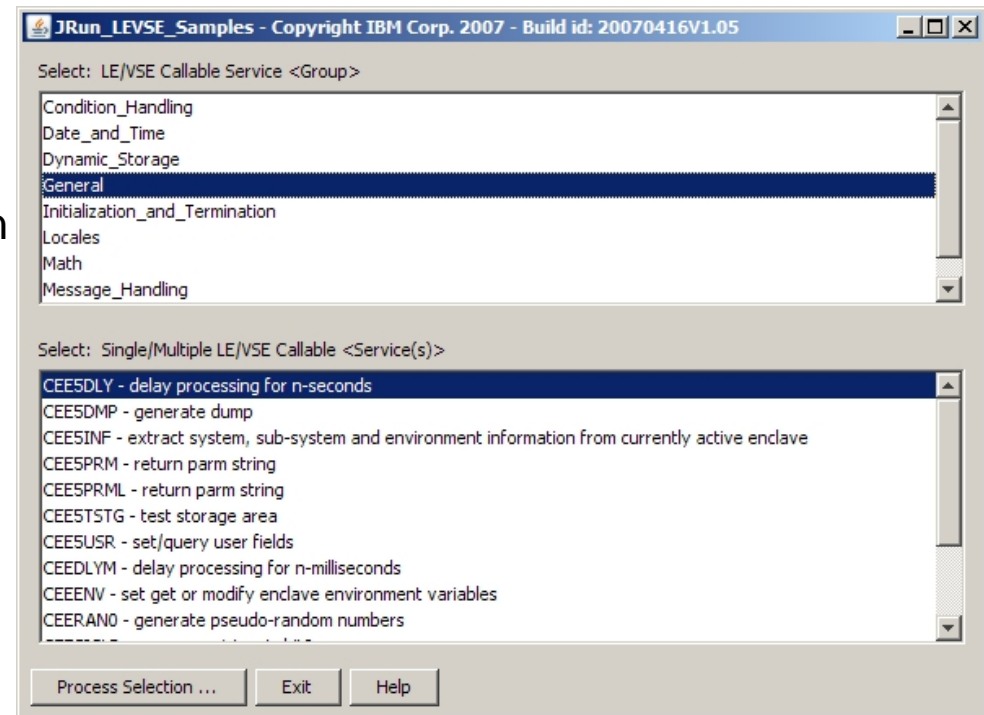 JRun_LEVSE_Samples - Copyright IBM Corp. 2007 - Build id: 20070416V1.05
Select: LE/VSE Callable Service <Group>
Condition_Handling
Date_and_Time
Dynamic_Storage
General
Initialization_and_Termination
Locales
Math
Message_Handling
Select: Single/Multiple LE/VSE Callable <Service(s)>
CEE5DLY - delay processing for n-seconds
CEE5DMP - generate dump
CEE5INF - extract system, sub-system and environment information from currently active enclave
CEE5PRM - return parm string
CEE5PRML - return parm string
CEE5TSTG - test storage area
CEE5USR - set/query user fields
CEEDLYM - delay processing for n-milliseconds
CEEENV - set get or modify enclave environment variables
CEERAN0 - generate pseudo-random numbers
Process Selection ... Exit Help